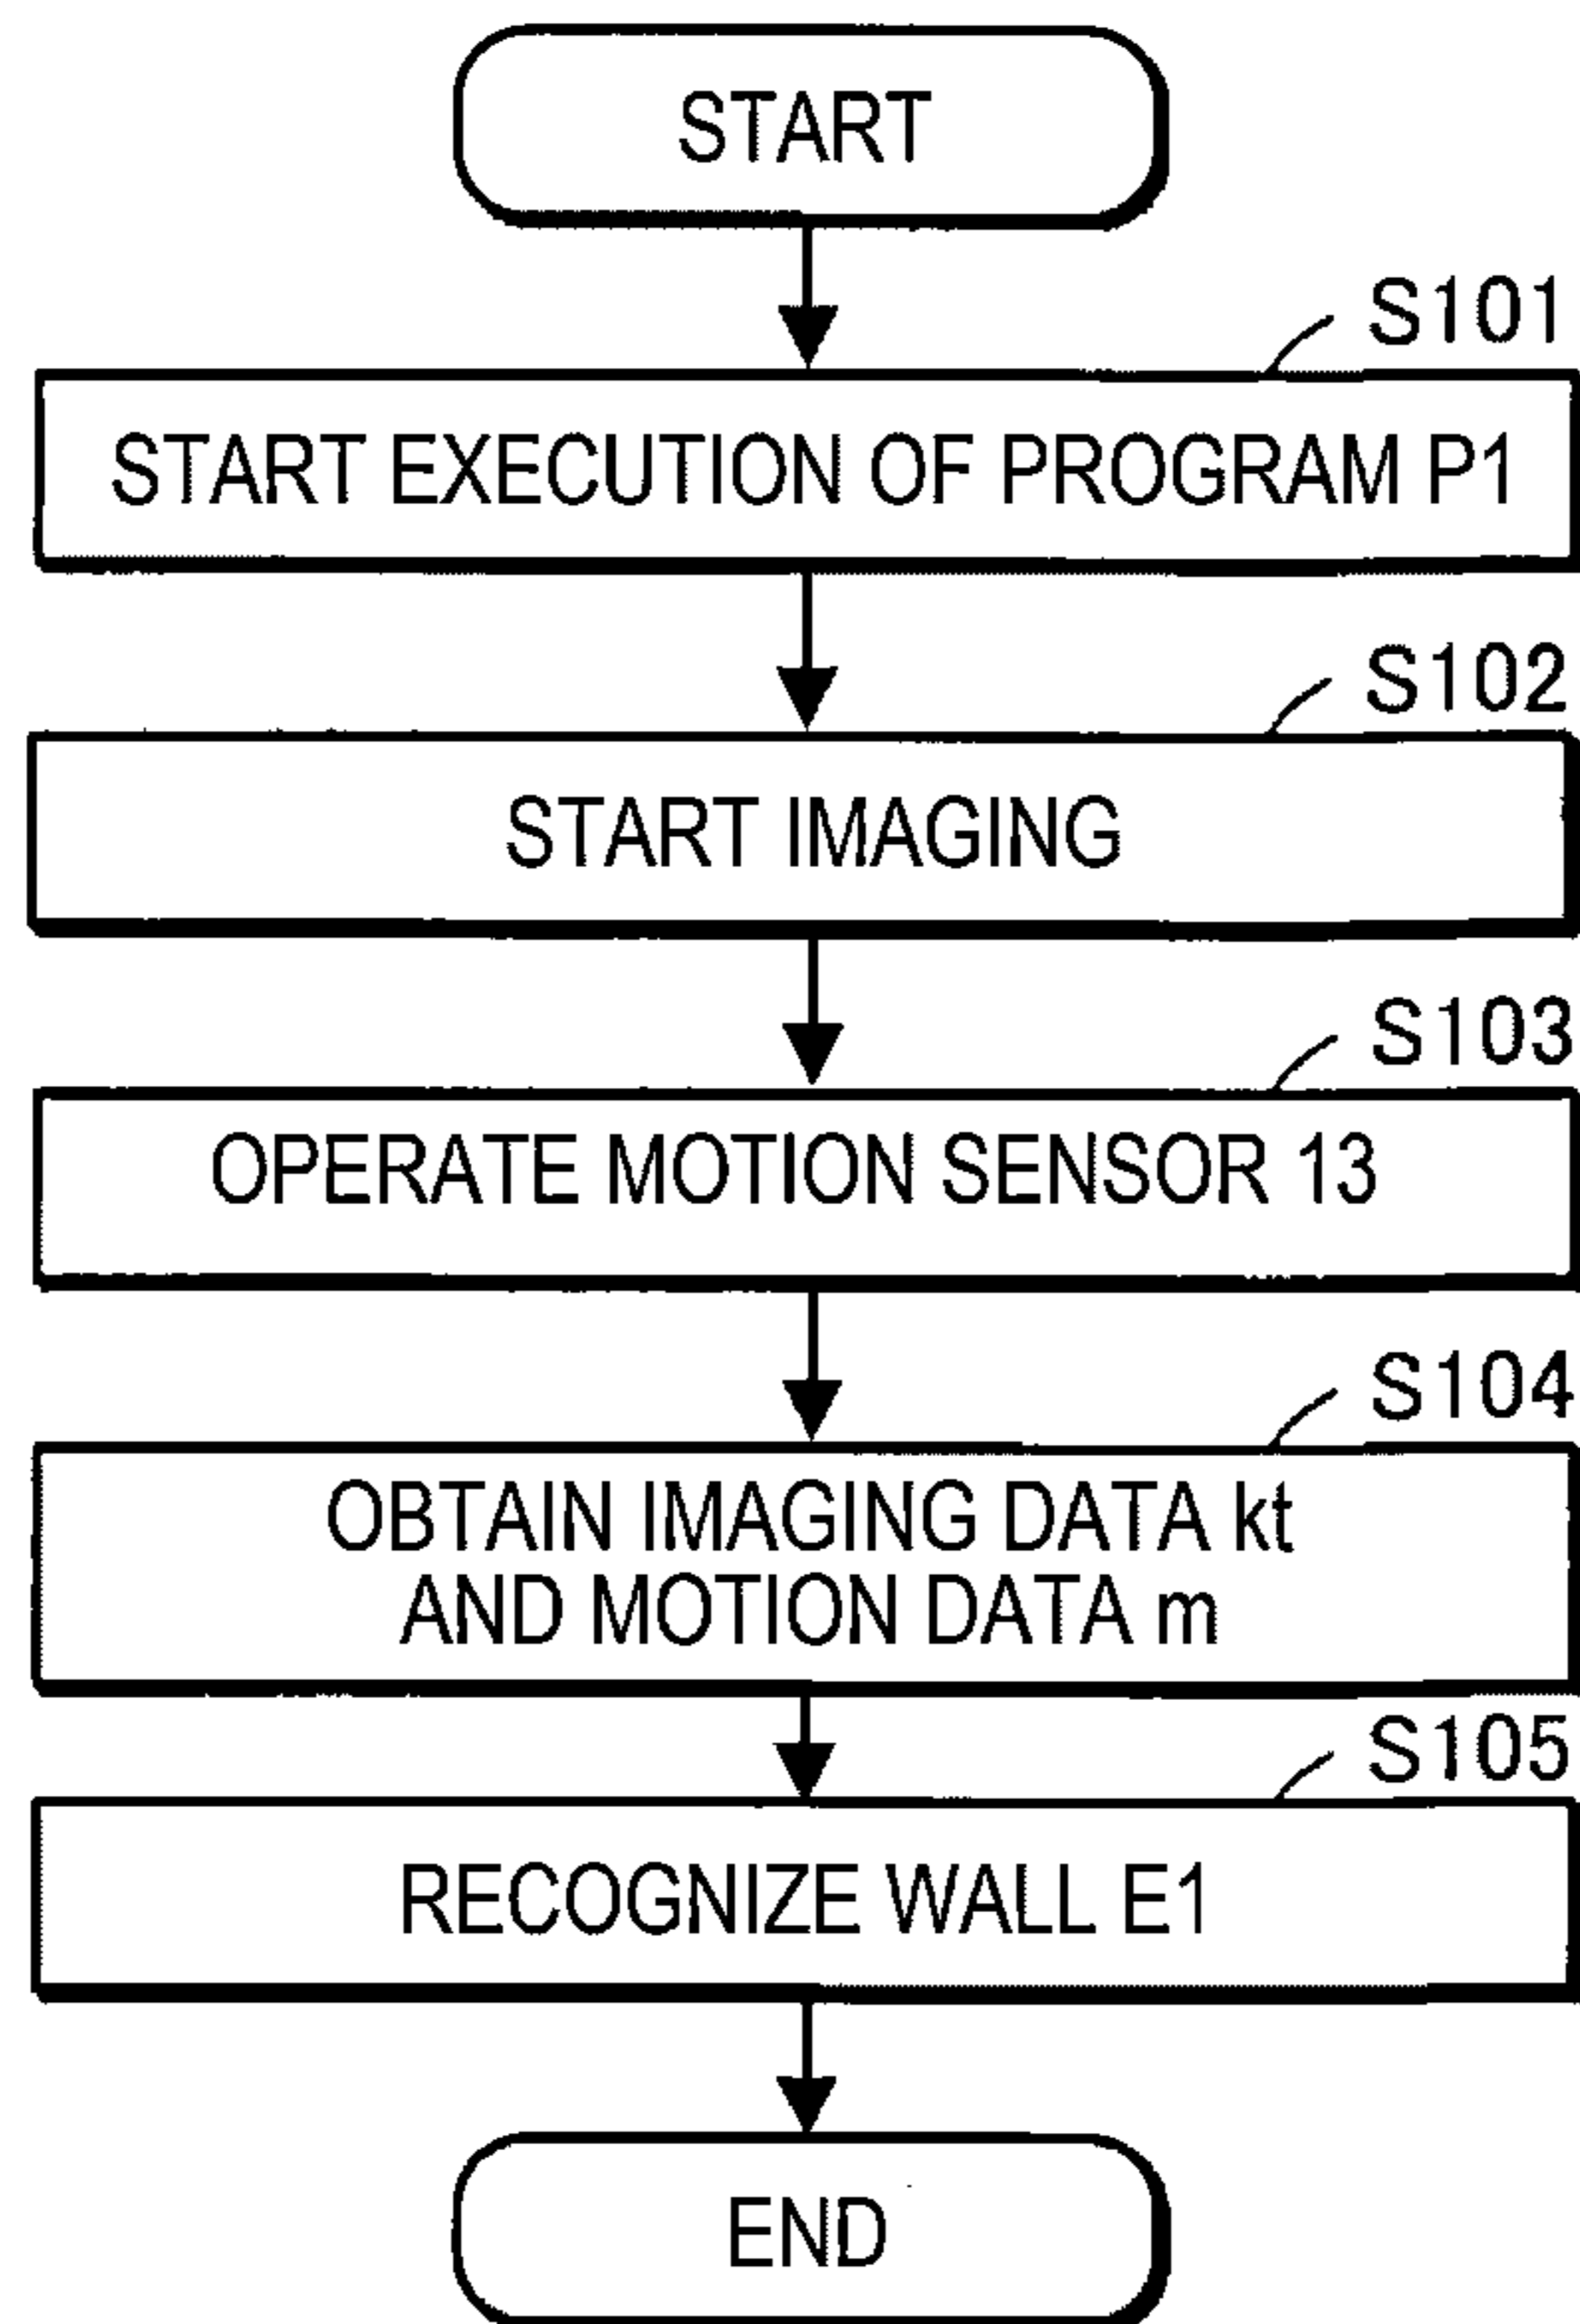 START
S101
START EXECUTION OF PROGRAM P1
S102
START IMAGING
S103
OPERATE MOTION SENSOR 13
S104
OBTAIN IMAGING DATA kt
AND MOTION DATA m
S105
RECOGNIZE WALL E1
END